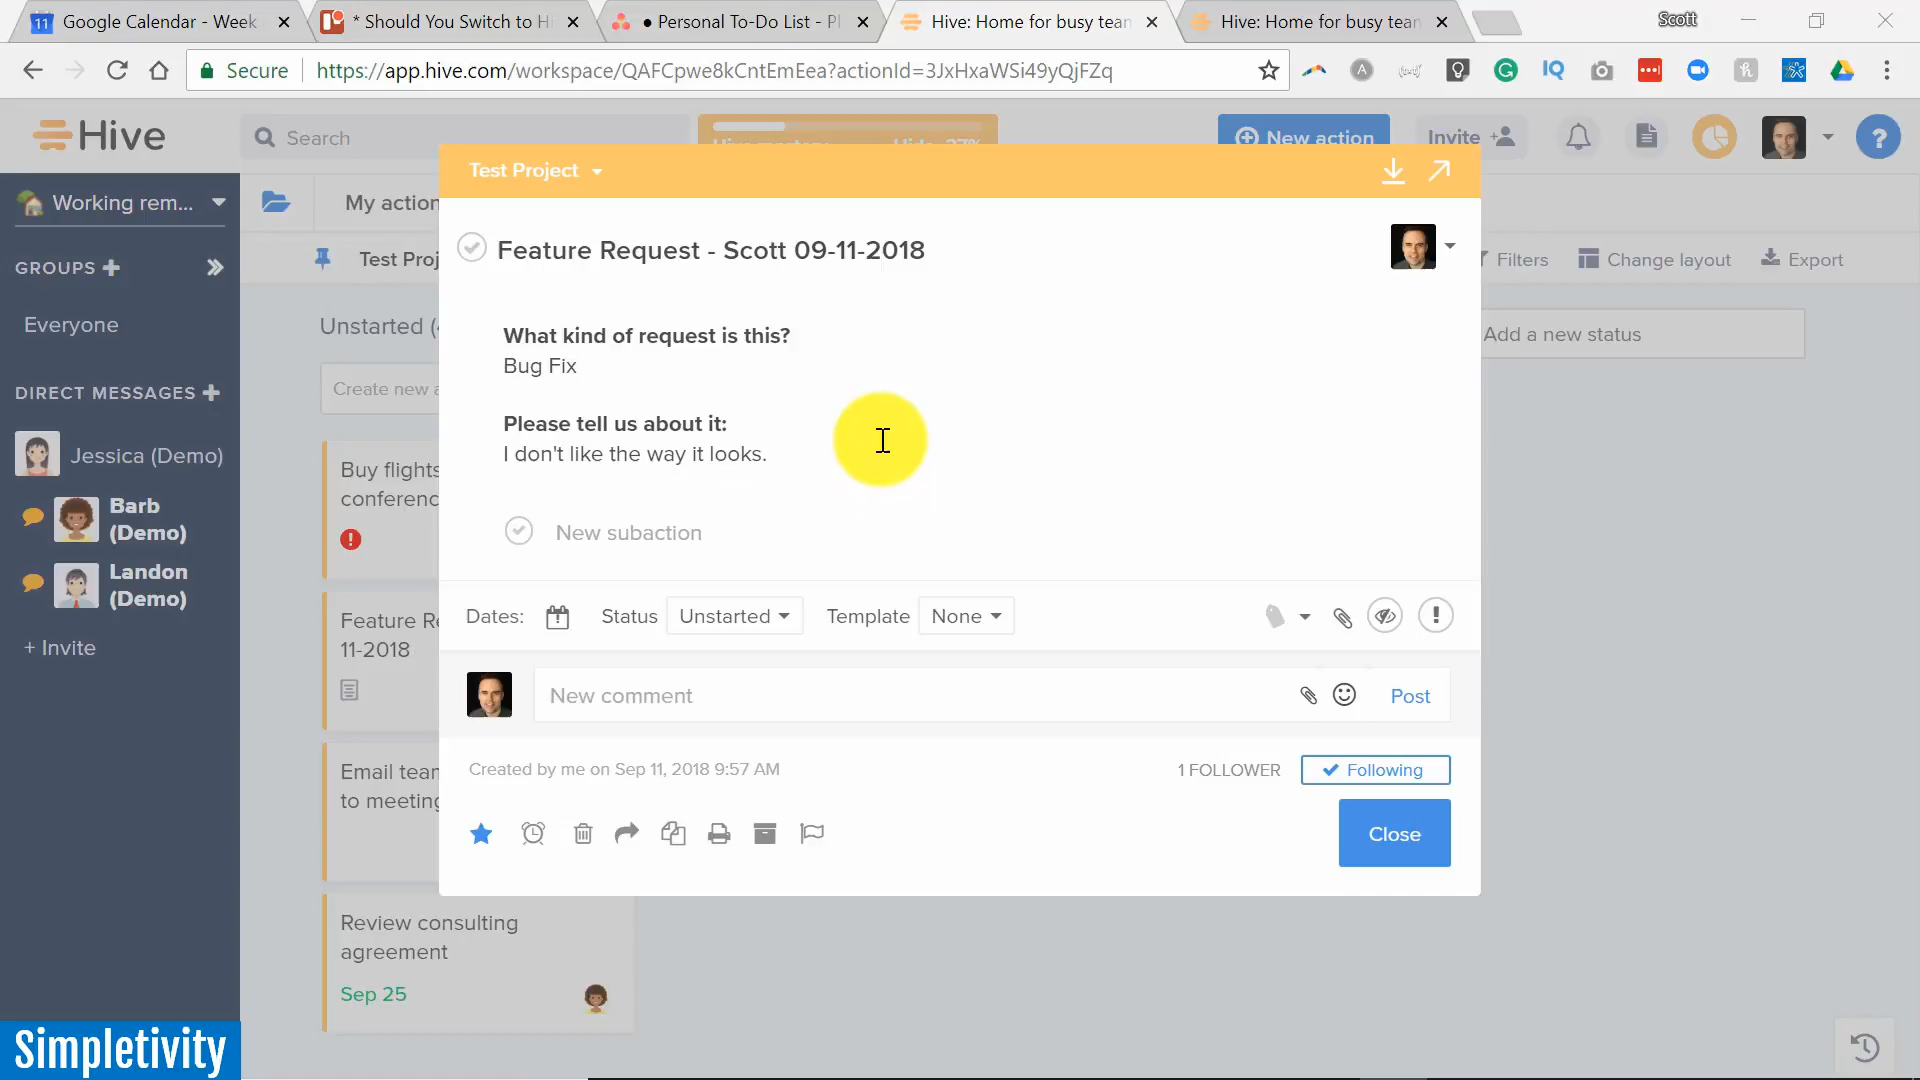 Google Calendar - Week
* Should You Switch to Hi
● Personal To-Do List - Pl
Hive: Home for busy team
Hive: Home for busy team
Scott
Secure
https://app.hive.com/workspace/QAFCpwe8kCntEmEea?actionId=3JxHxaWSi49yQjFZq
Hive
Search
New action
Invite
Working rem...
My action
Test Project
GROUPS
Test Proj
Filters
Change layout
Export
Everyone
Unstarted (
Add a new status
DIRECT MESSAGES
Create new a
Jessica (Demo)
Barb
(Demo)
Landon
(Demo)
+ Invite
Buy flights
conferenc
Feature Re
11-2018
Email tean
to meeting
Review consulting
agreement
Sep 25
Feature Request - Scott 09-11-2018
What kind of request is this?
Bug Fix
Please tell us about it:
I don't like the way it looks.
New subaction
Dates:
Status
Unstarted
Template
None
New comment
Post
Created by me on Sep 11, 2018 9:57 AM
1 FOLLOWER
Following
Close
Simpletivity